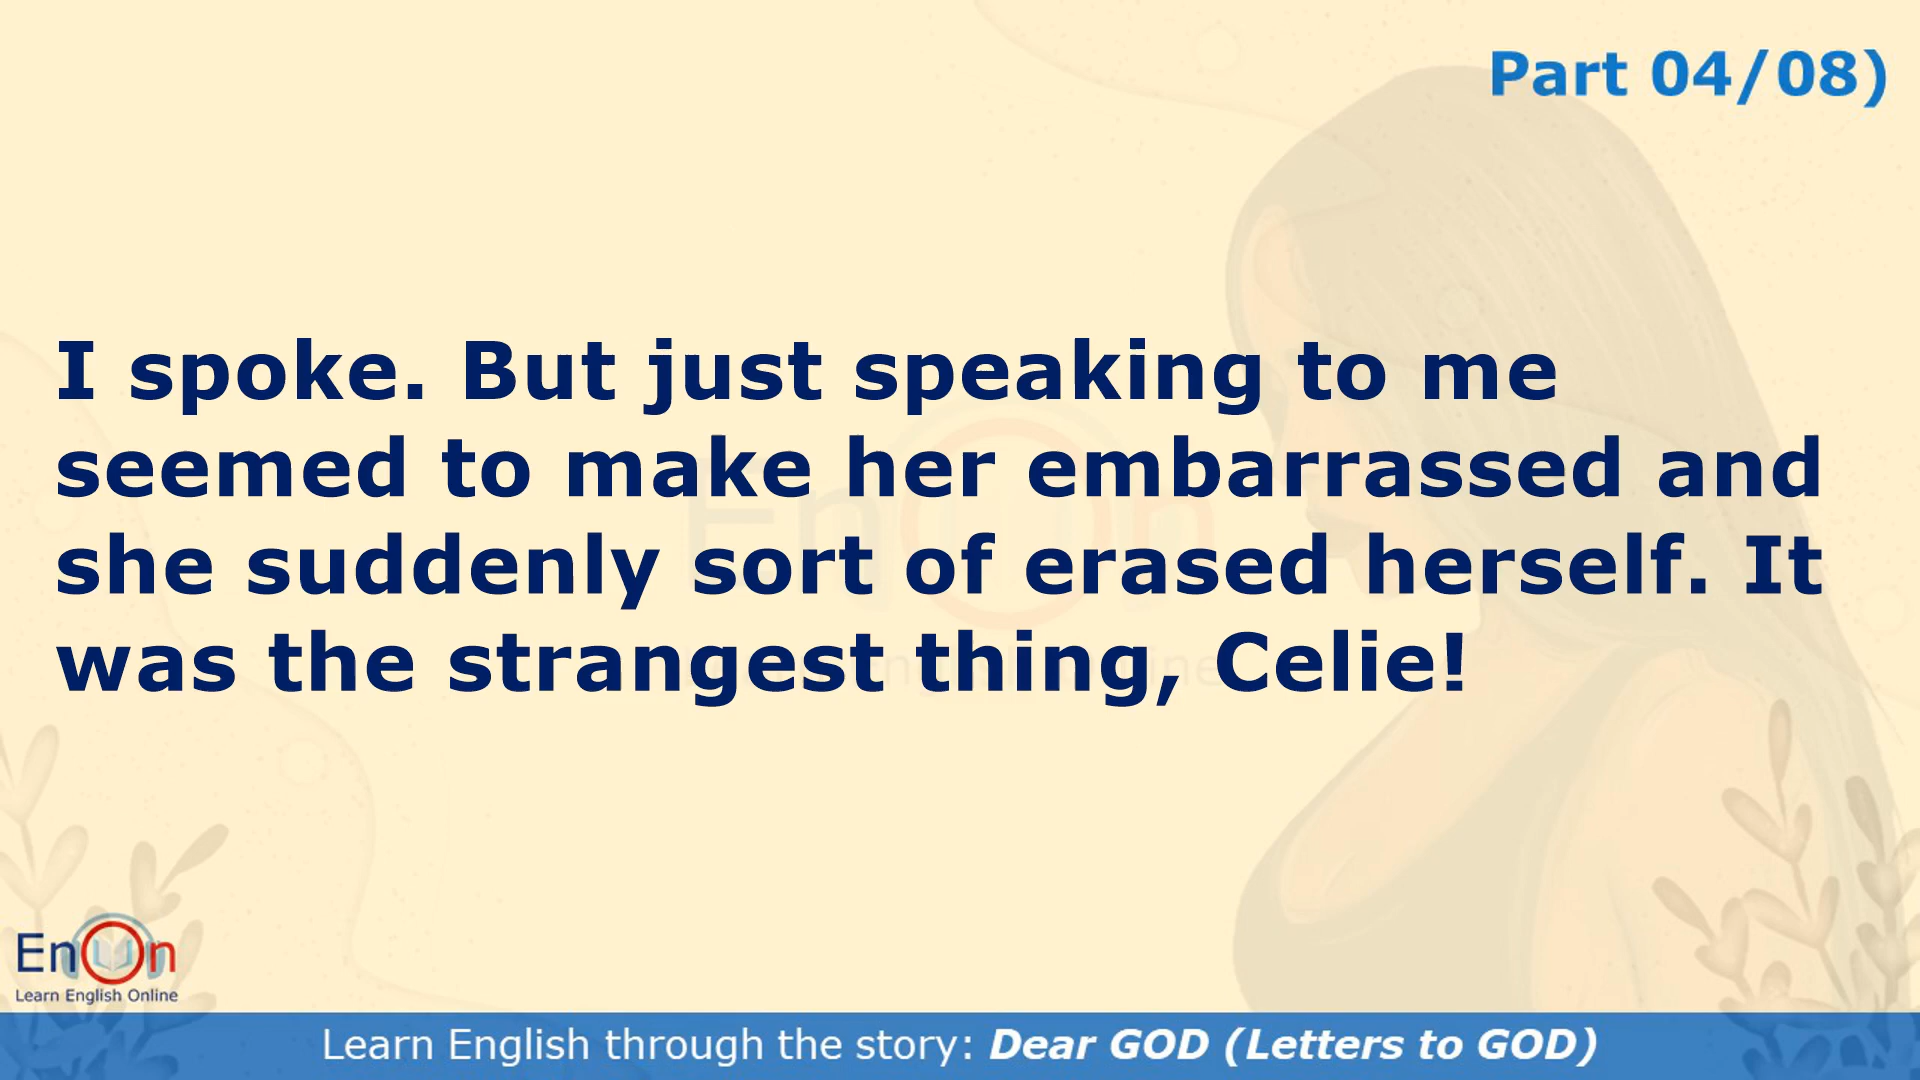 Part 04/08)
I spoke. But just speaking to me
seemed to make her embarrassed and
she suddenly sort of erased herself. It
was the strangest thing, Celie!
EnOn
Learn English Online
Learn English through the story: Dear GOD (Letters to GOD)